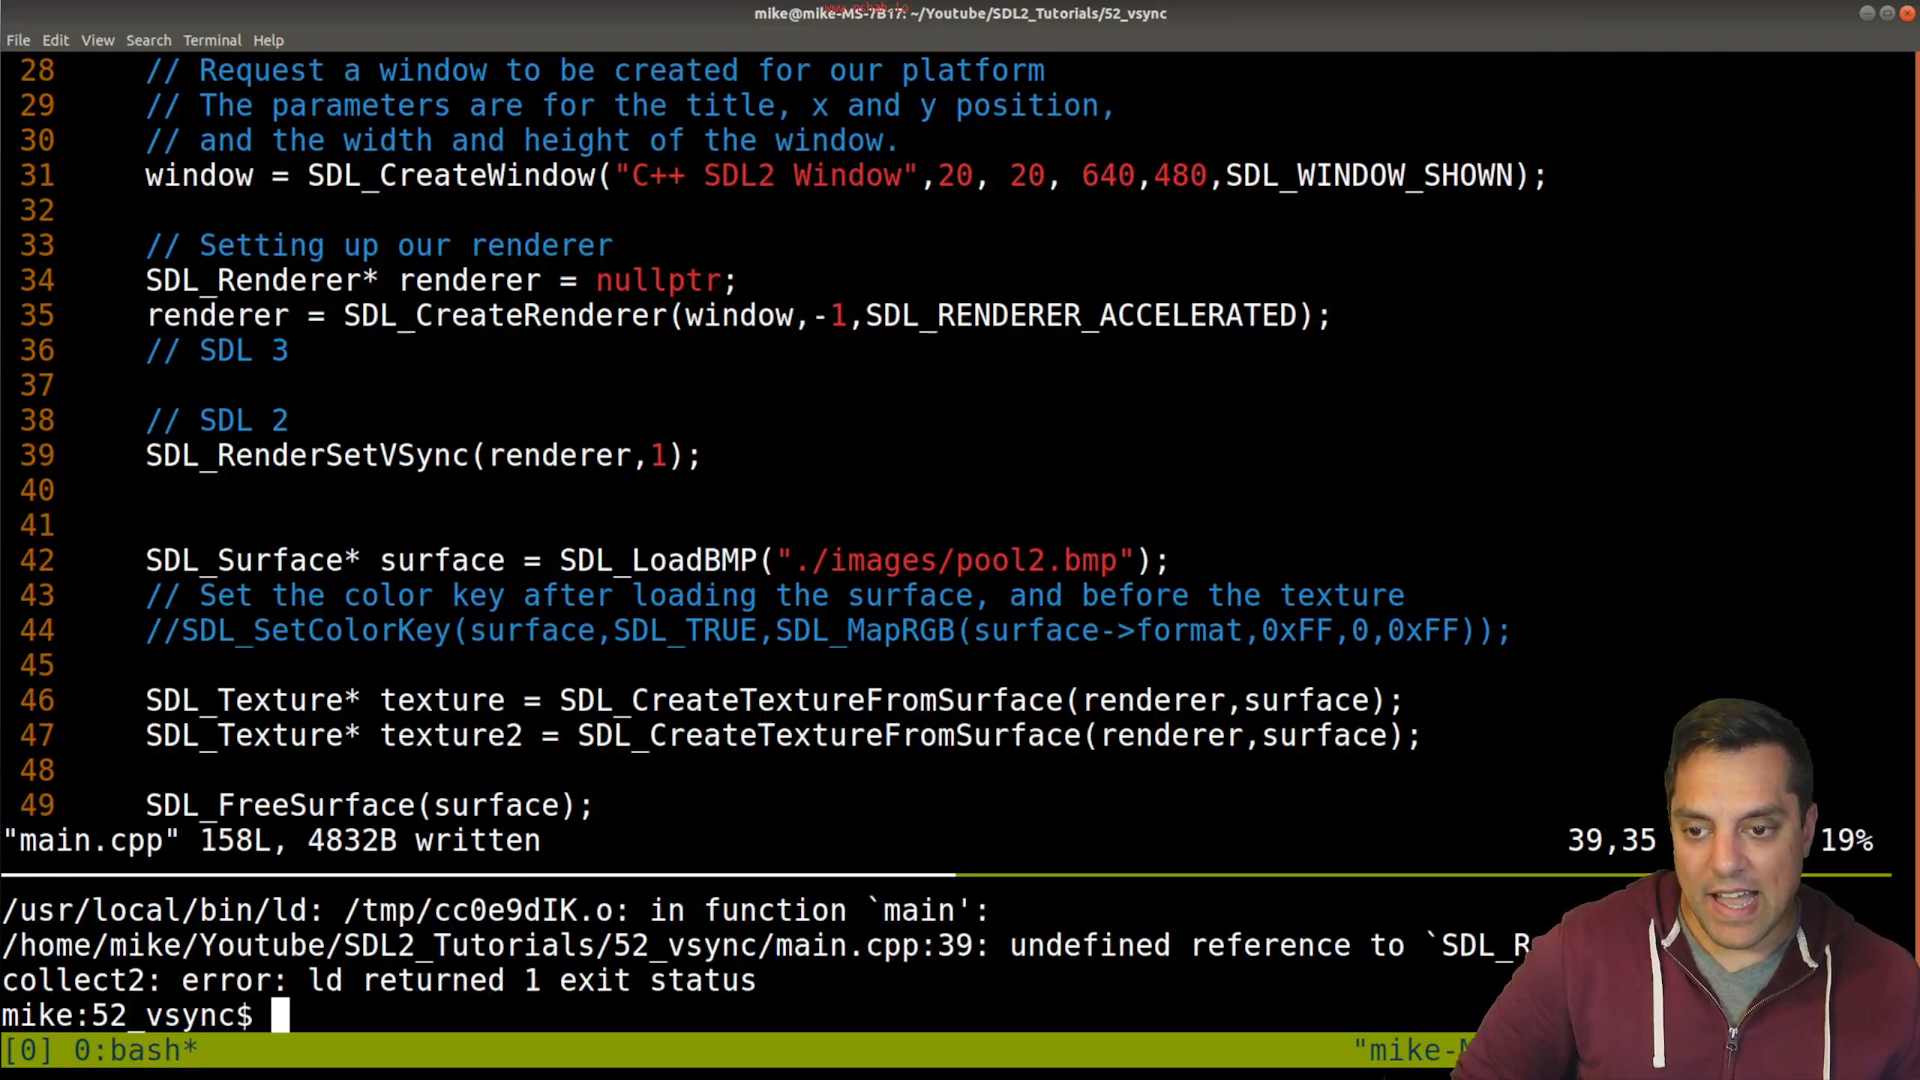 www.mshah.io
mike@mike-MS-7B17: ~/Youtube/SDL2_Tutorials/52_vsync
File Edit View Search Terminal Help
28 // Request a window to be created for our platform
29 // The parameters are for the title, x and y position,
30 // and the width and height of the window.
31 window = SDL_CreateWindow("C++ SDL2 Window",20, 20, 640,480,SDL_WINDOW_SHOWN);
32
33 // Setting up our renderer
34 SDL_Renderer* renderer = nullptr;
35 renderer = SDL_CreateRenderer(window,-1,SDL_RENDERER_ACCELERATED);
36 // SDL 3
37
38 // SDL 2
39 SDL_RenderSetVSync(renderer,1);
40
41
42 SDL_Surface* surface = SDL_LoadBMP("./images/pool2.bmp");
43 // Set the color key after loading the surface, and before the texture
44 //SDL_SetColorKey(surface,SDL_TRUE,SDL_MapRGB(surface->format,0xFF,0,0xFF));
45
46 SDL_Texture* texture = SDL_CreateTextureFromSurface(renderer,surface);
47 SDL_Texture* texture2 = SDL_CreateTextureFromSurface(renderer,surface);
48
49 SDL_FreeSurface(surface);
"main.cpp" 158L, 4832B written 39,35 19%
/usr/local/bin/ld: /tmp/cc0e9dIK.o: in function `main':
/home/mike/Youtube/SDL2_Tutorials/52_vsync/main.cpp:39: undefined reference to `SDL_R
collect2: error: ld returned 1 exit status
mike:52_vsync$
[0] 0:bash* "mike-M